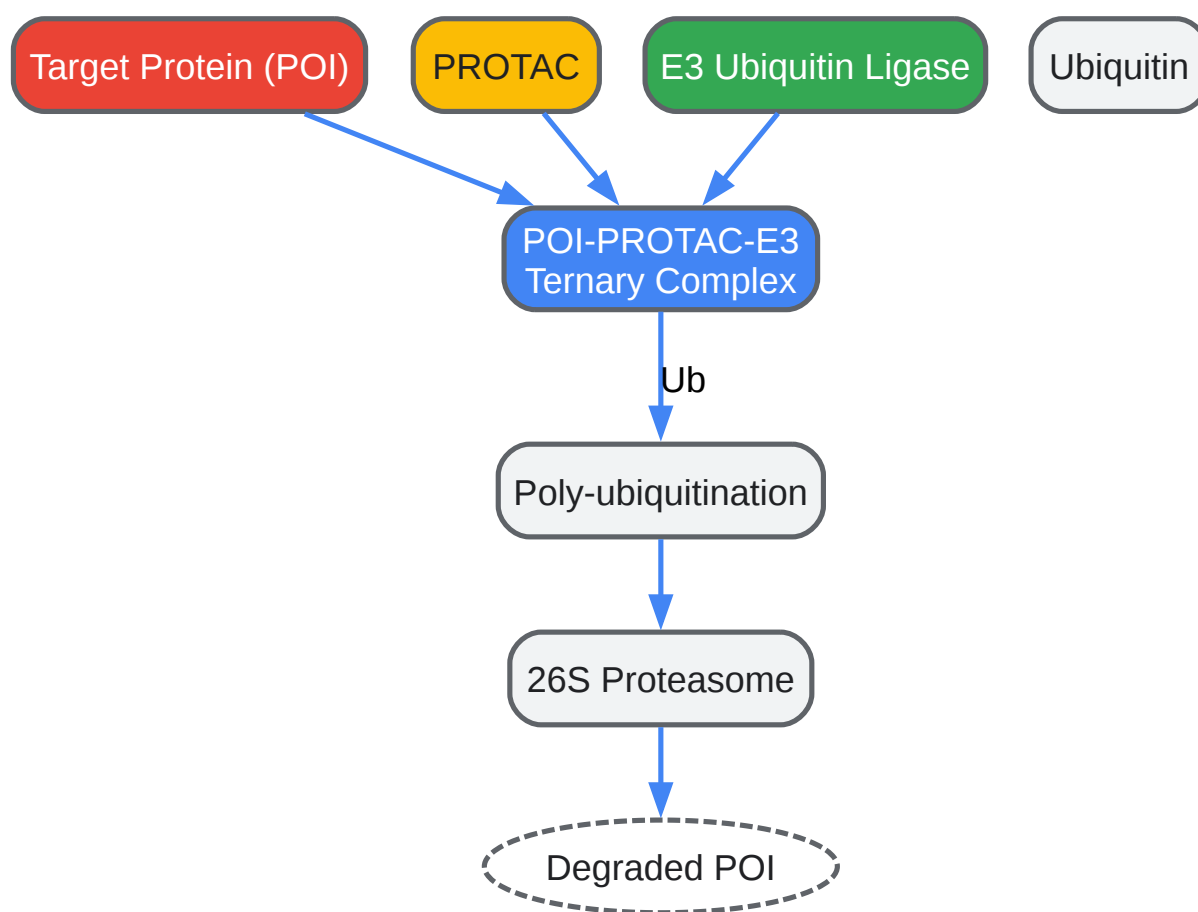 Target Protein (POI)
PROTAC
E3 Ubiquitin Ligase
Ubiquitin
POI-PROTAC-E3
Ternary Complex
Ub
Poly-ubiquitination
26S Proteasome
Degraded POI